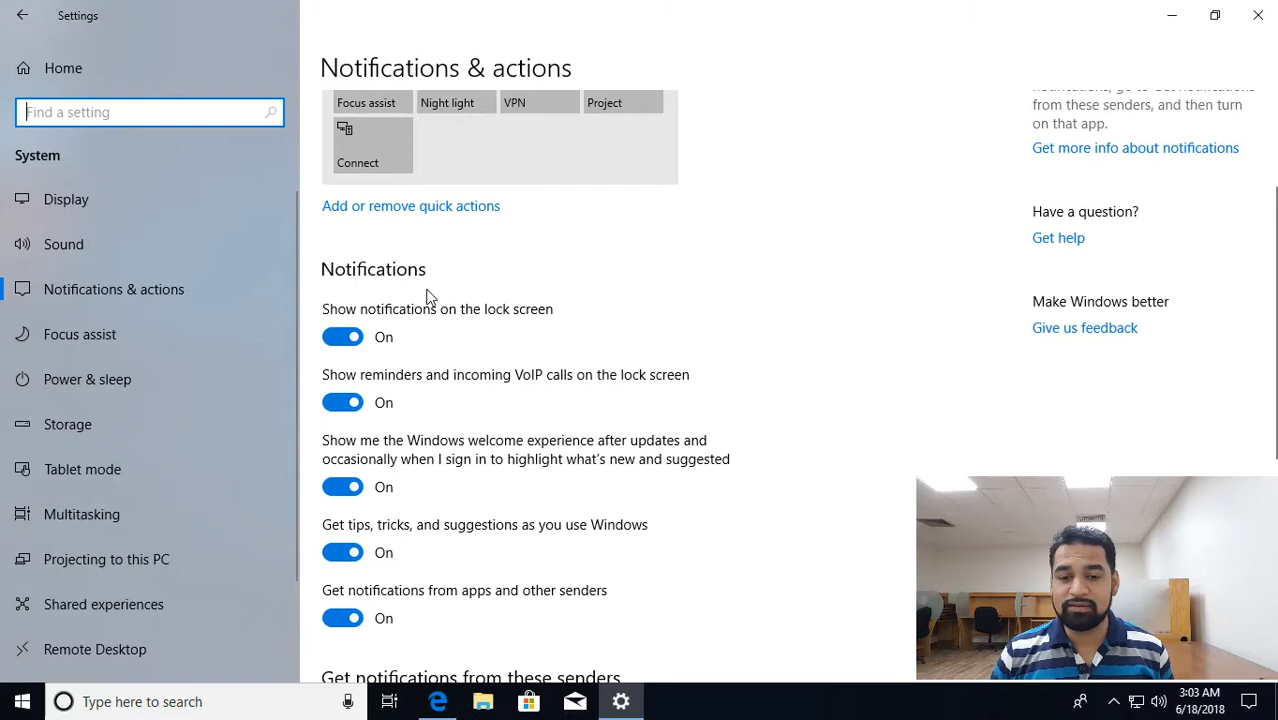 Settings
Home
Find a setting
System
Display
Sound
Notifications & actions
Focus assist
Power & sleep
Storage
Tablet mode
Multitasking
Projecting to this PC
Shared experiences
Remote Desktop
Notifications & actions
Focus assist Night light VPN Project
Connect
Add or remove quick actions
Notifications
Show notifications on the lock screen
On
Show reminders and incoming VoIP calls on the lock screen
On
Show me the Windows welcome experience after updates and
occasionally when I sign in to highlight what's new and suggested
On
Get tips, tricks, and suggestions as you use Windows
On
Get notifications from apps and other senders
On
Get notifications from these senders
from these senders, and then turn
on that app.
Get more info about notifications
Have a question?
Get help
Make Windows better
Give us feedback
Type here to search
3:03 AM
6/18/2018